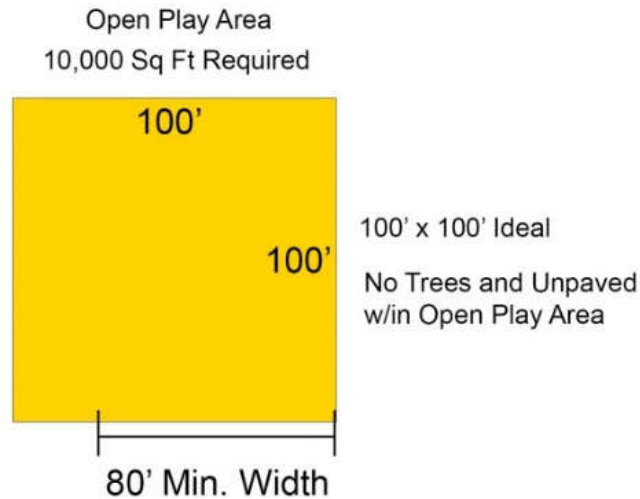 Open Play Area
10,000 Sq Ft Required
100’
100’
100’ x 100’ Ideal
No Trees and Unpaved
w/in Open Play Area
80’ Min. Width